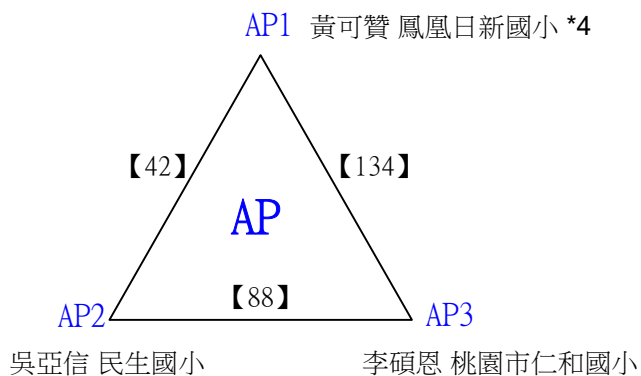 AP1 黃可贊 鳳凰日新國小 *4
【42】 【134】
AP
【88】
AP2 AP3
吳亞信 民生國小 李碩恩 桃園市仁和國小